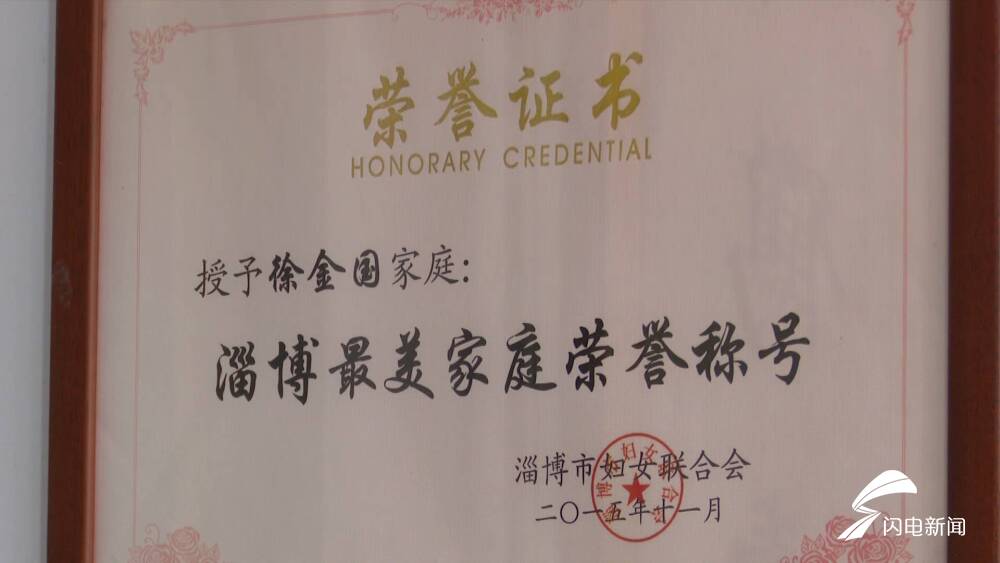 荣誉证书
HONORARY CREDENTIAL
授予徐金国家庭:
淄博最美家庭荣誉称号
淄博市妇女联合会
二〇一五年十一月
闪电新闻